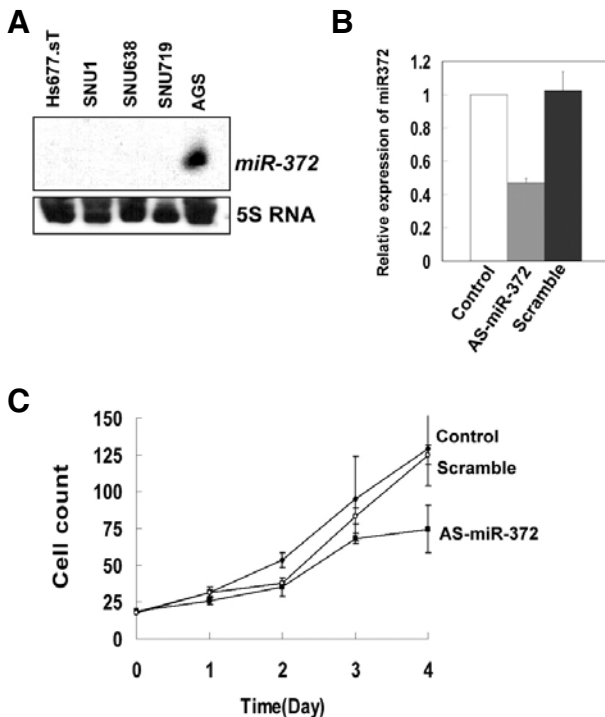 A
Hs677.sT
SNU1
SNU638
SNU719
AGS
miR-372
5S RNA
B
Relative expression of miR372
1.2
1
0.8
0.6
0.4
0.2
0
Control
AS-miR-372
Scramble
C
Cell count
150
125
100
75
50
25
0
Control
Scramble
AS-miR-372
0 1 2 3 4
Time(Day)